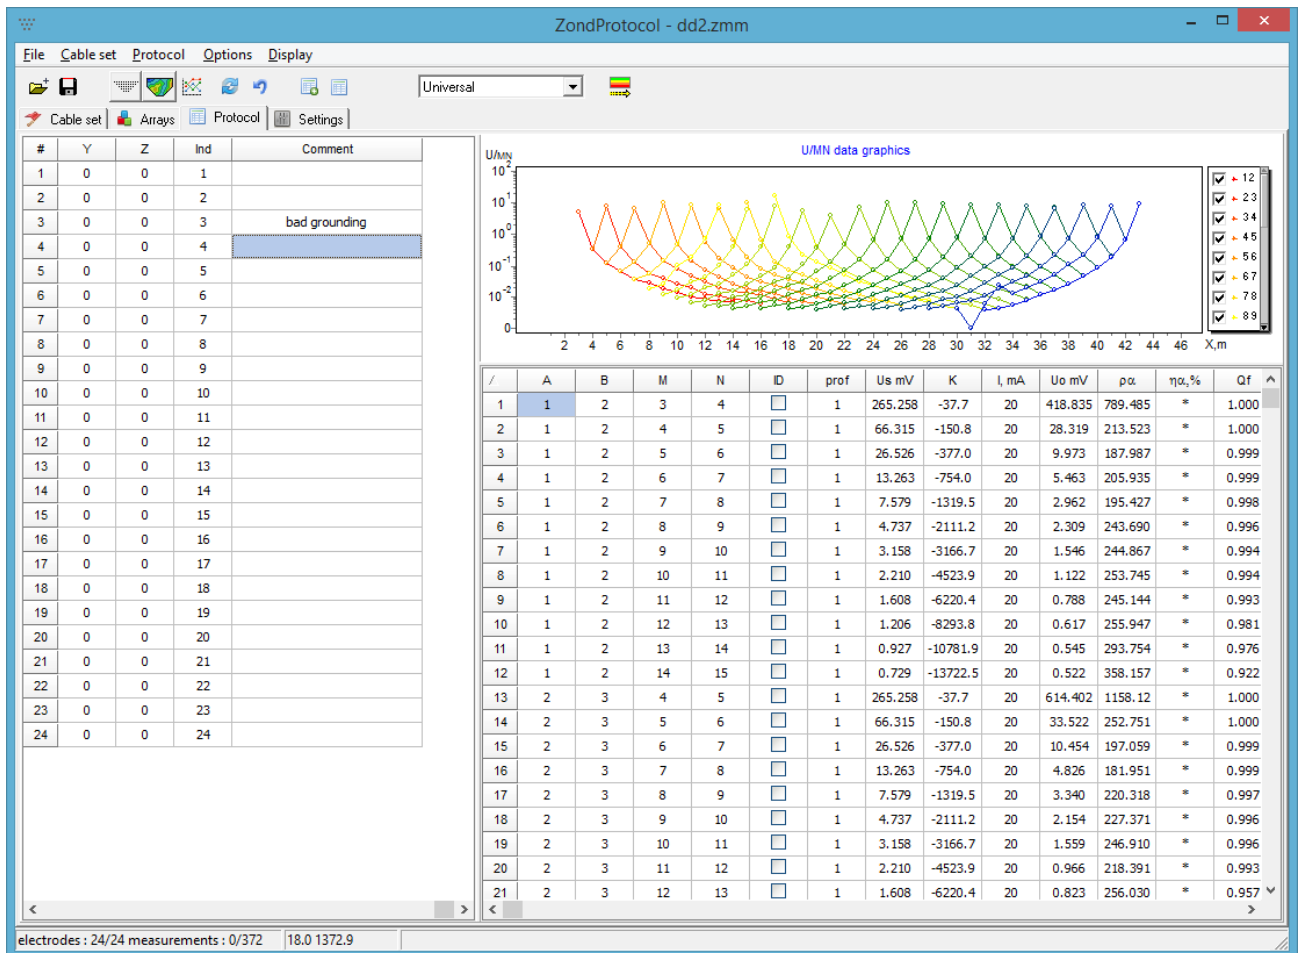 ZondProtocol - dd2.zmm
File Cable set Protocol Options Display
Universal
Cable set Arrays Protocol Settings
# Y Z Ind Comment
1 0 0 1
2 0 0 2
3 0 0 3 bad grounding
4 0 0 4
5 0 0 5
6 0 0 6
7 0 0 7
8 0 0 8
9 0 0 9
10 0 0 10
11 0 0 11
12 0 0 12
13 0 0 13
14 0 0 14
15 0 0 15
16 0 0 16
17 0 0 17
18 0 0 18
19 0 0 19
20 0 0 20
21 0 0 21
22 0 0 22
23 0 0 23
24 0 0 24
U/MN data graphics
U/MN
10^2
10^1
10^0
10^-1
10^-2
0
2 4 6 8 10 12 14 16 18 20 22 24 26 28 30 32 34 36 38 40 42 44 46 X,m
1 2
2 3
3 4
4 5
5 6
6 7
7 8
8 9
/ A B M N ID prof Us mV K I, mA Uo mV ρα ηα,% Qf
1 1 2 3 4 1 265.258 -37.7 20 418.835 789.485 * 1.000
2 1 2 4 5 1 66.315 -150.8 20 28.319 213.523 * 1.000
3 1 2 5 6 1 26.526 -377.0 20 9.973 187.987 * 0.999
4 1 2 6 7 1 13.263 -754.0 20 5.463 205.935 * 0.999
5 1 2 7 8 1 7.579 -1319.5 20 2.962 195.427 * 0.998
6 1 2 8 9 1 4.737 -2111.2 20 2.309 243.690 * 0.996
7 1 2 9 10 1 3.158 -3166.7 20 1.546 244.867 * 0.994
8 1 2 10 11 1 2.210 -4523.9 20 1.122 253.745 * 0.994
9 1 2 11 12 1 1.608 -6220.4 20 0.788 245.144 * 0.993
10 1 2 12 13 1 1.206 -8293.8 20 0.617 255.947 * 0.981
11 1 2 13 14 1 0.927 -10781.9 20 0.545 293.754 * 0.976
12 1 2 14 15 1 0.729 -13722.5 20 0.522 358.157 * 0.922
13 2 3 4 5 1 265.258 -37.7 20 614.402 1158.12 * 1.000
14 2 3 5 6 1 66.315 -150.8 20 33.522 252.751 * 1.000
15 2 3 6 7 1 26.526 -377.0 20 10.454 197.059 * 0.999
16 2 3 7 8 1 13.263 -754.0 20 4.826 181.951 * 0.999
17 2 3 8 9 1 7.579 -1319.5 20 3.340 220.318 * 0.997
18 2 3 9 10 1 4.737 -2111.2 20 2.154 227.371 * 0.996
19 2 3 10 11 1 3.158 -3166.7 20 1.559 246.910 * 0.996
20 2 3 11 12 1 2.210 -4523.9 20 0.966 218.391 * 0.993
21 2 3 12 13 1 1.608 -6220.4 20 0.823 256.030 * 0.957
electrodes : 24/24 measurements : 0/372 18.0 1372.9